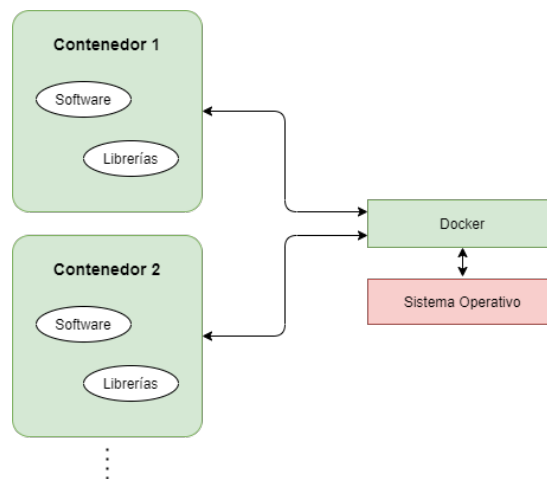 Contenedor 1
Software
Librerías
Docker
Sistema Operativo
Contenedor 2
Software
Librerías